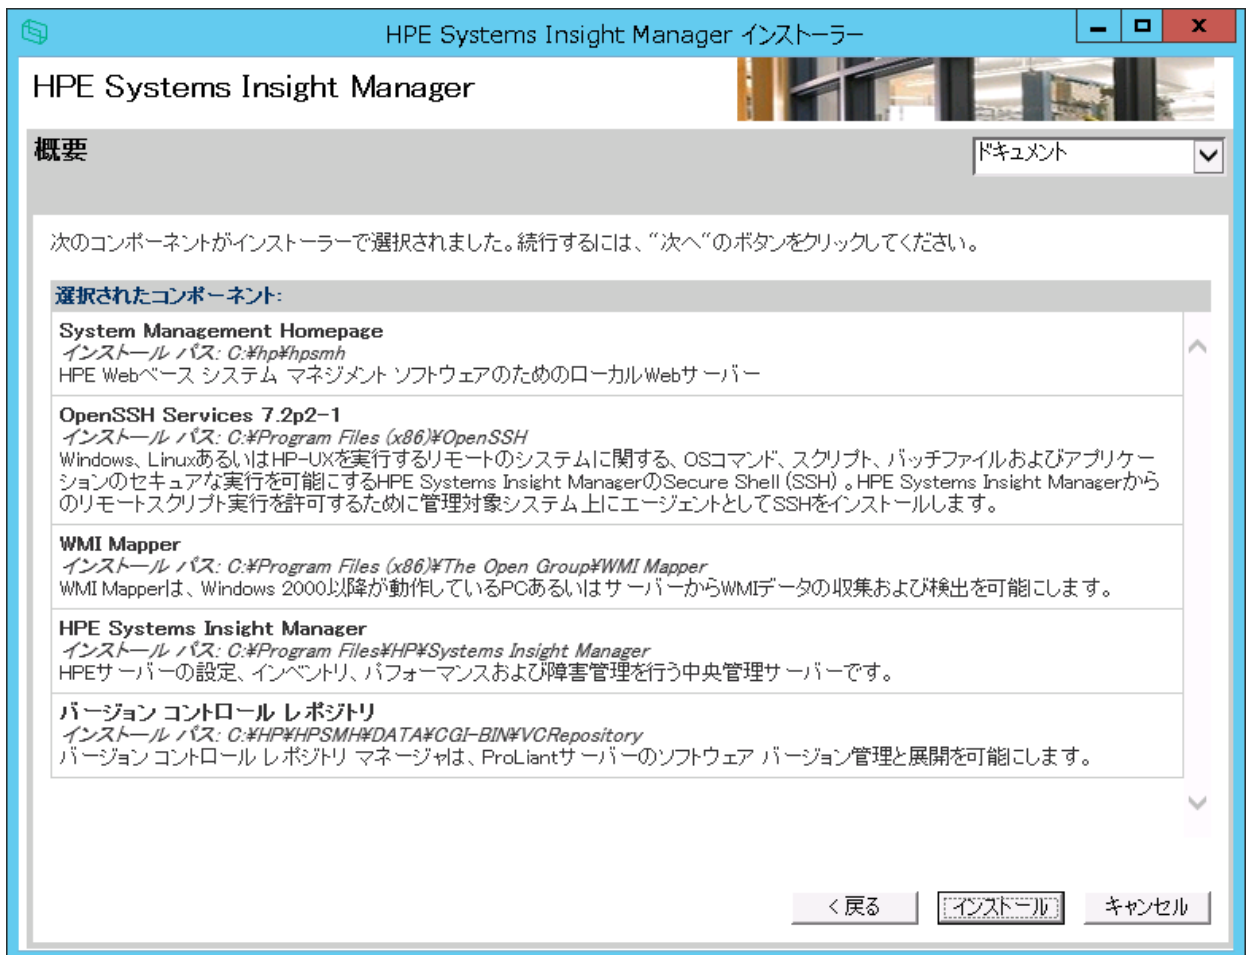 HPE Systems Insight Manager インストーラー
HPE Systems Insight Manager
概要
ドキュメント
次のコンポーネントがインストーラーで選択されました。続行するには、“次へ“のボタンをクリックしてください。
選択されたコンポーネント:
System Management Homepage
インストール パス: C:¥hp¥hpsmh
HPE Webベース システム マネジメント ソフトウェアのためのローカルWebサーバー
OpenSSH Services 7.2p2-1
インストール パス: C:¥Program Files (x86)¥OpenSSH
Windows、LinuxあるいはHP-UXを実行するリモートのシステムに関する、OSコマンド、スクリプト、バッチファイルおよびアプリケー
ションのセキュアな実行を可能にするHPE Systems Insight ManagerのSecure Shell (SSH) 。HPE Systems Insight Managerから
のリモートスクリプト実行を許可するために管理対象システム上にエージェントとしてSSHをインストールします。
WMI Mapper
インストール パス: C:¥Program Files (x86)¥The Open Group¥WMI Mapper
WMI Mapperは、Windows 2000以降が動作しているPCあるいはサーバーからWMIデータの収集および検出を可能にします。
HPE Systems Insight Manager
インストール パス: C:¥Program Files¥HP¥Systems Insight Manager
HPEサーバーの設定、インベントリ、パフォーマンスおよび障害管理を行う中央管理サーバーです。
バージョン コントロール レポジトリ
インストール パス: C:¥HP¥HPSMH¥DATA¥CGI-BIN¥VCRepository
バージョン コントロール レポジトリ マネージャは、ProLiantサーバーのソフトウェア バージョン管理と展開を可能にします。
< 戻る
インストール
キャンセル